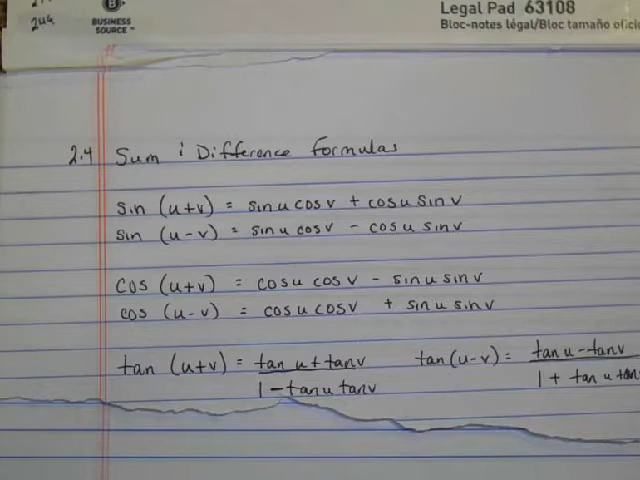 244
B
BUSINESS
SOURCE
Legal Pad 63108
Bloc-notes légal/Bloc tamaño
2.4 Sum & Difference Formulas
sin (u+v) = sin u cos v + cos u sin v
sin (u-v) = sin u cos v - cos u sin v
cos (u+v) = cos u cos v - sin u sin v
cos (u-v) = cos u cos v + sin u sin v
tan (u+v) = tan u + tan v / 1 - tan u tan v
tan (u-v) = tan u - tan v / 1 + tan u tan